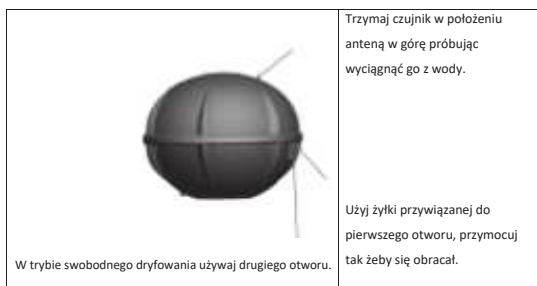 Trzymaj czujnik w położeniu
anteną w górę próbując
wyciągnąć go z wody.
Użyj żyłki przywiązanej do
pierwszego otworu, przymocuj
tak żeby się obracał.
W trybie swobodnego dryfowania używaj drugiego otworu.